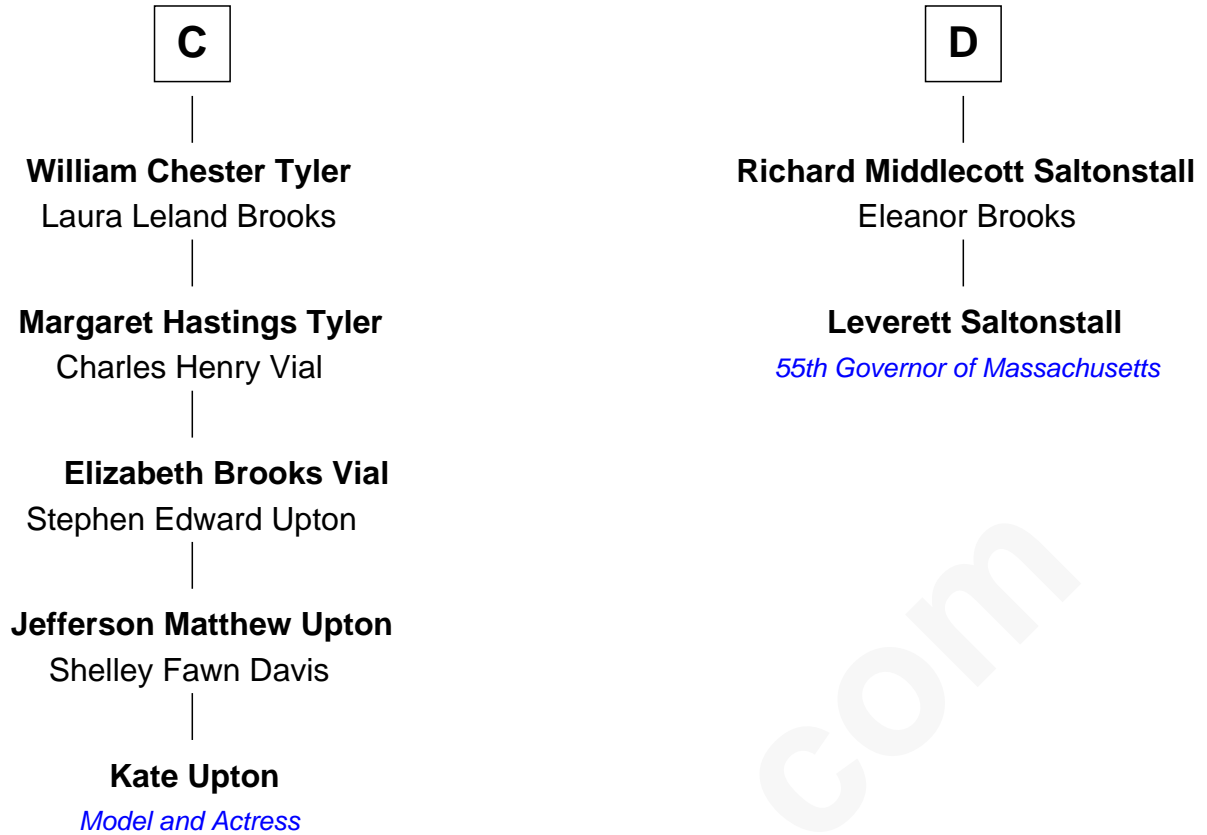 C
William Chester Tyler
Laura Leland Brooks
Margaret Hastings Tyler
Charles Henry Vial
Elizabeth Brooks Vial
Stephen Edward Upton
Jefferson Matthew Upton
Shelley Fawn Davis
Kate Upton
Model and Actress
D
Richard Middlecott Saltonstall
Eleanor Brooks
Leverett Saltonstall
55th Governor of Massachusetts
com